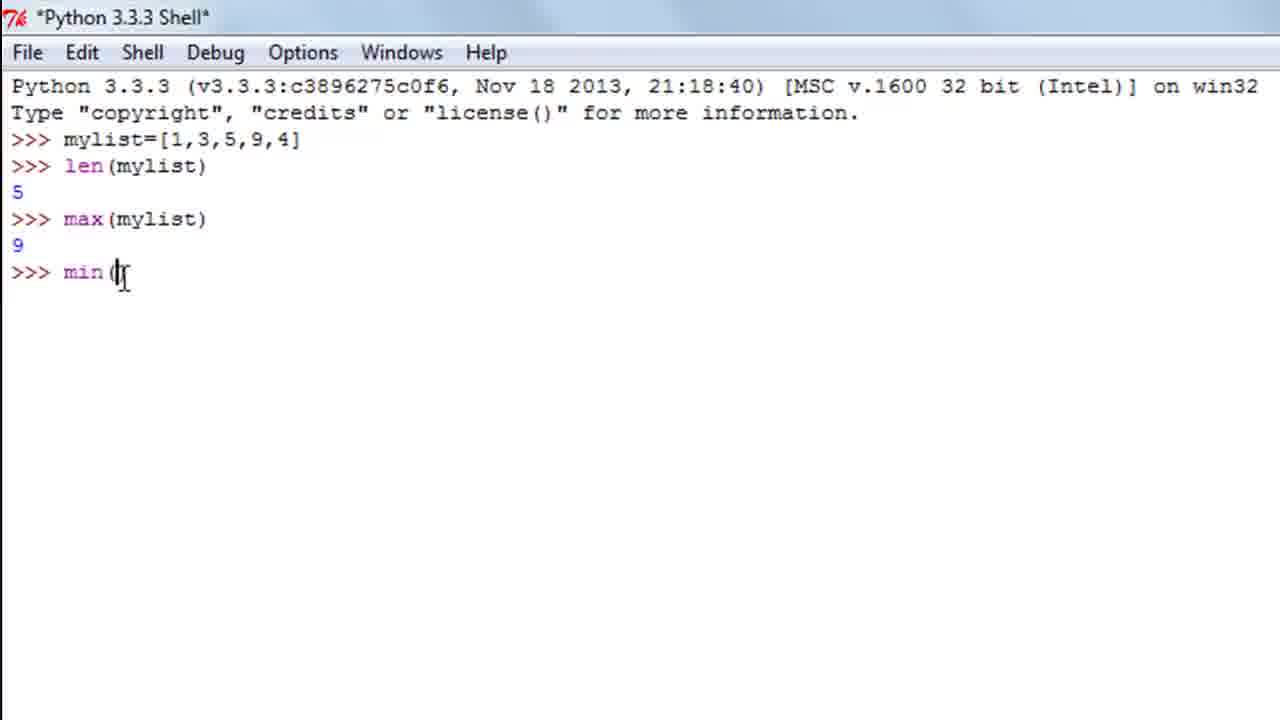 *Python 3.3.3 Shell*
File Edit Shell Debug Options Windows Help
Python 3.3.3 (v3.3.3:c3896275c0f6, Nov 18 2013, 21:18:40) [MSC v.1600 32 bit (Intel)] on win32
Type "copyright", "credits" or "license()" for more information.
>>> mylist=[1,3,5,9,4]
>>> len(mylist)
5
>>> max(mylist)
9
>>> min(